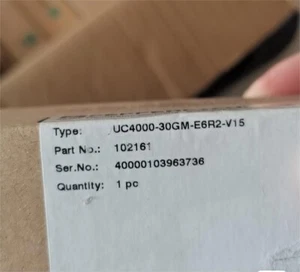 Type: UC4000-30GM-E6R2-V15
Part No.: 102161
Ser.No.: 40000103963736
Quantity: 1 pc